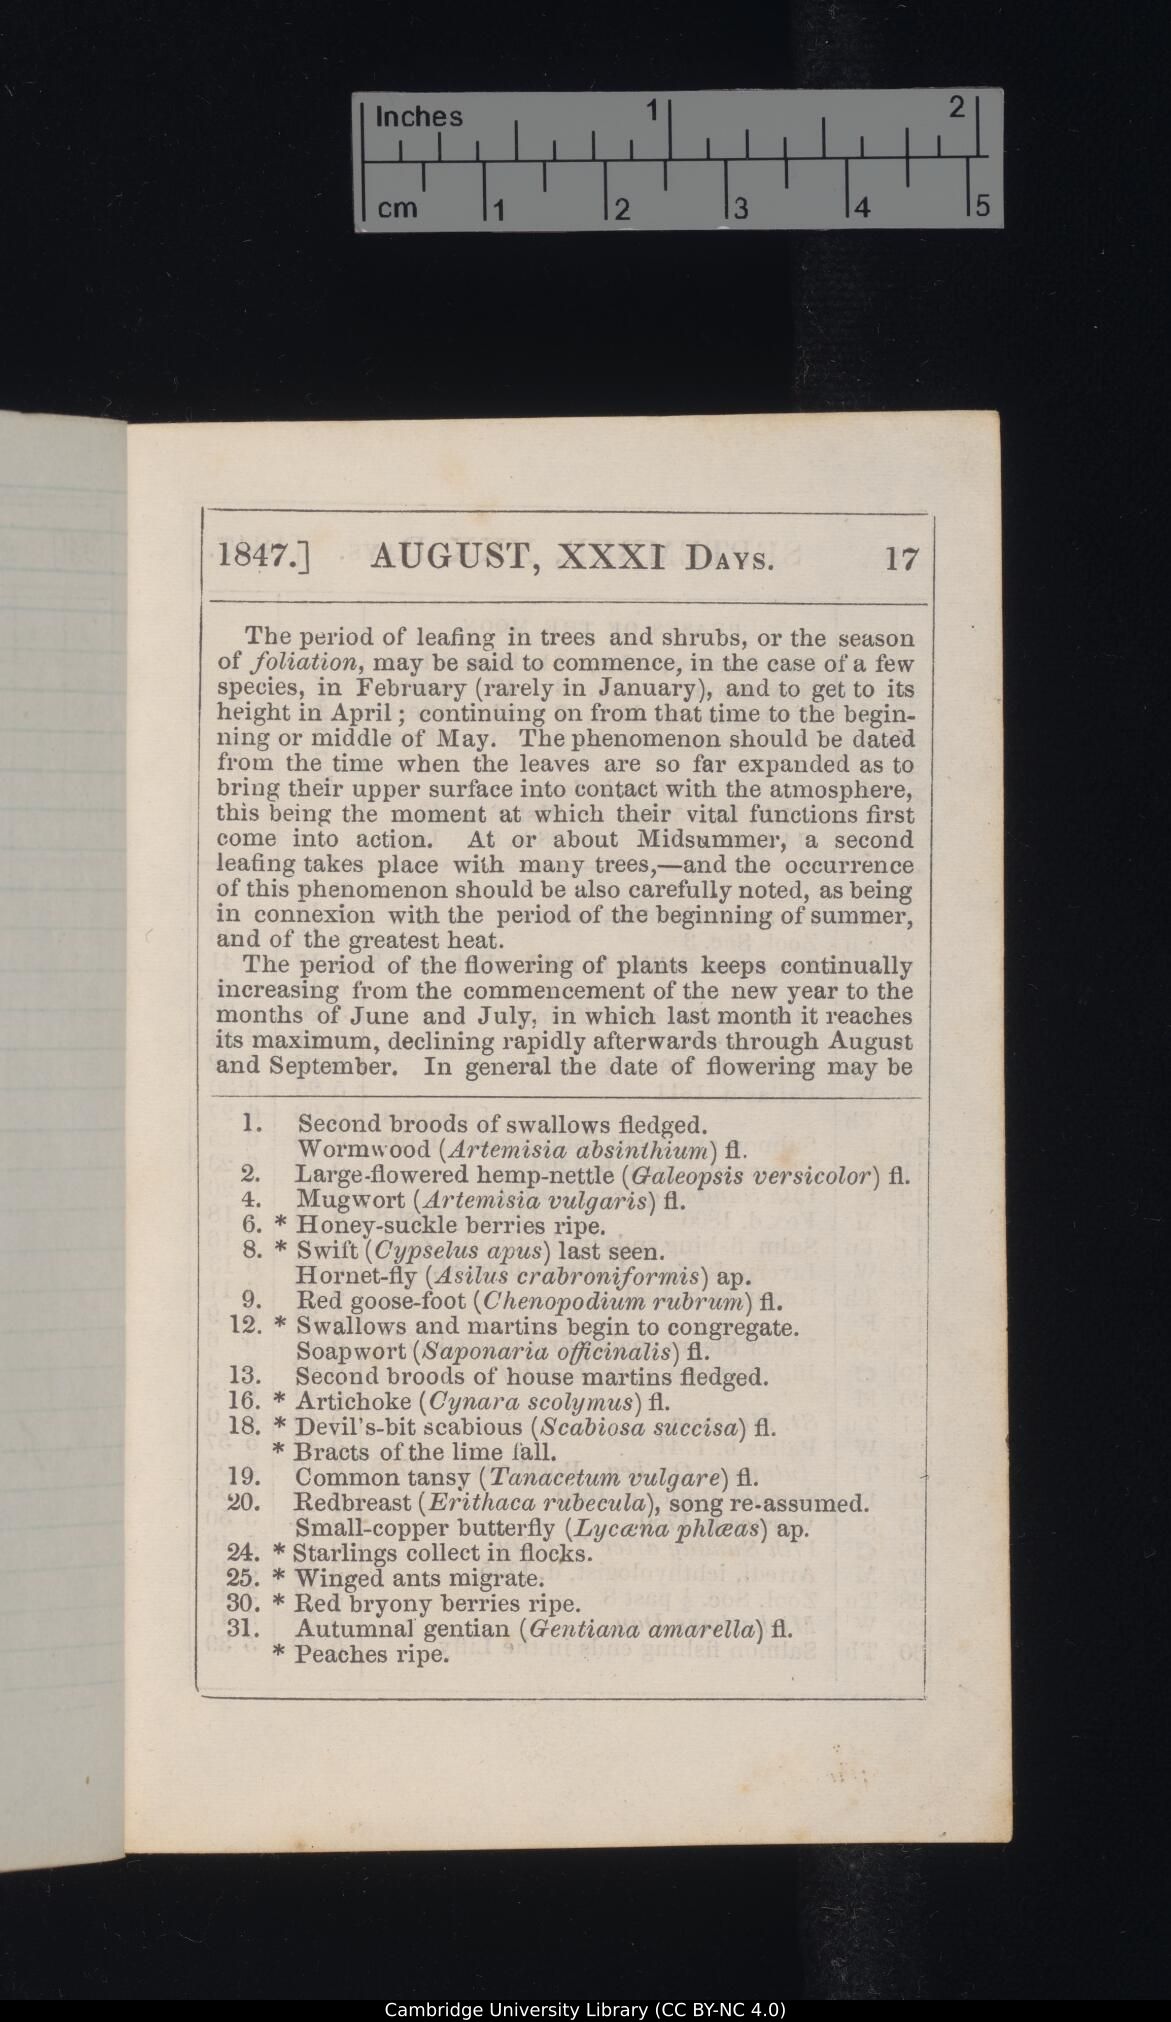 Inches 1 2
cm 1 2 3 4 5
1847.] AUGUST, XXXI DAYS. 17
The period of leafing in trees and shrubs, or the season
of foliation, may be said to commence, in the case of a few
species, in February (rarely in January), and to get to its
height in April; continuing on from that time to the begin-
ning or middle of May. The phenomenon should be dated
from the time when the leaves are so far expanded as to
bring their upper surface into contact with the atmosphere,
this being the moment at which their vital functions first
come into action. At or about Midsummer, a second
leafing takes place with many trees,—and the occurrence
of this phenomenon should be also carefully noted, as being
in connexion with the period of the beginning of summer,
and of the greatest heat.
The period of the flowering of plants keeps continually
increasing from the commencement of the new year to the
months of June and July, in which last month it reaches
its maximum, declining rapidly afterwards through August
and September. In general the date of flowering may be
1. Second broods of swallows fledged.
Wormwood (Artemisia absinthium) fl.
2. Large-flowered hemp-nettle (Galeopsis versicolor) fl.
4. Mugwort (Artemisia vulgaris) fl.
6. * Honey-suckle berries ripe.
8. * Swift (Cypselus apus) last seen.
Hornet-fly (Asilus crabroniformis) ap.
9. Red goose-foot (Chenopodium rubrum) fl.
12. * Swallows and martins begin to congregate.
Soapwort (Saponaria officinalis) fl.
13. Second broods of house martins fledged.
16. * Artichoke (Cynara scolymus) fl.
18. * Devil's-bit scabious (Scabiosa succisa) fl.
* Bracts of the lime fall.
19. Common tansy (Tanacetum vulgare) fl.
20. Redbreast (Erithaca rubecula), song re-assumed.
Small-copper butterfly (Lycæna phlæas) ap.
24. * Starlings collect in flocks.
25. * Winged ants migrate.
30. * Red bryony berries ripe.
31. Autumnal gentian (Gentiana amarella) fl.
* Peaches ripe.
Cambridge University Library (CC BY-NC 4.0)